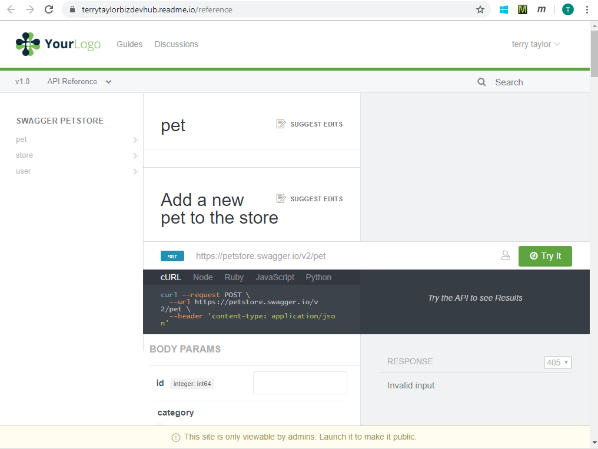 terrytaylorbizdevhub.readme.io/reference
M
m
T
YourLogo
Guides
Discussions
terry taylor
v1.0
API Reference
Search
SWAGGER PETSTORE
pet
store
user
pet
SUGGEST EDITS
Add a new
pet to the store
SUGGEST EDITS
POST
https://petstore.swagger.io/v2/pet
Try It
cURL Node Ruby JavaScript Python
curl --request POST \
--url https://petstore.swagger.io/v
2/pet \
--header 'content-type: application/jso
n'
Try the API to see Results
BODY PARAMS
id integer: int64
category
RESPONSE
405
Invalid input
This site is only viewable by admins. Launch it to make it public.